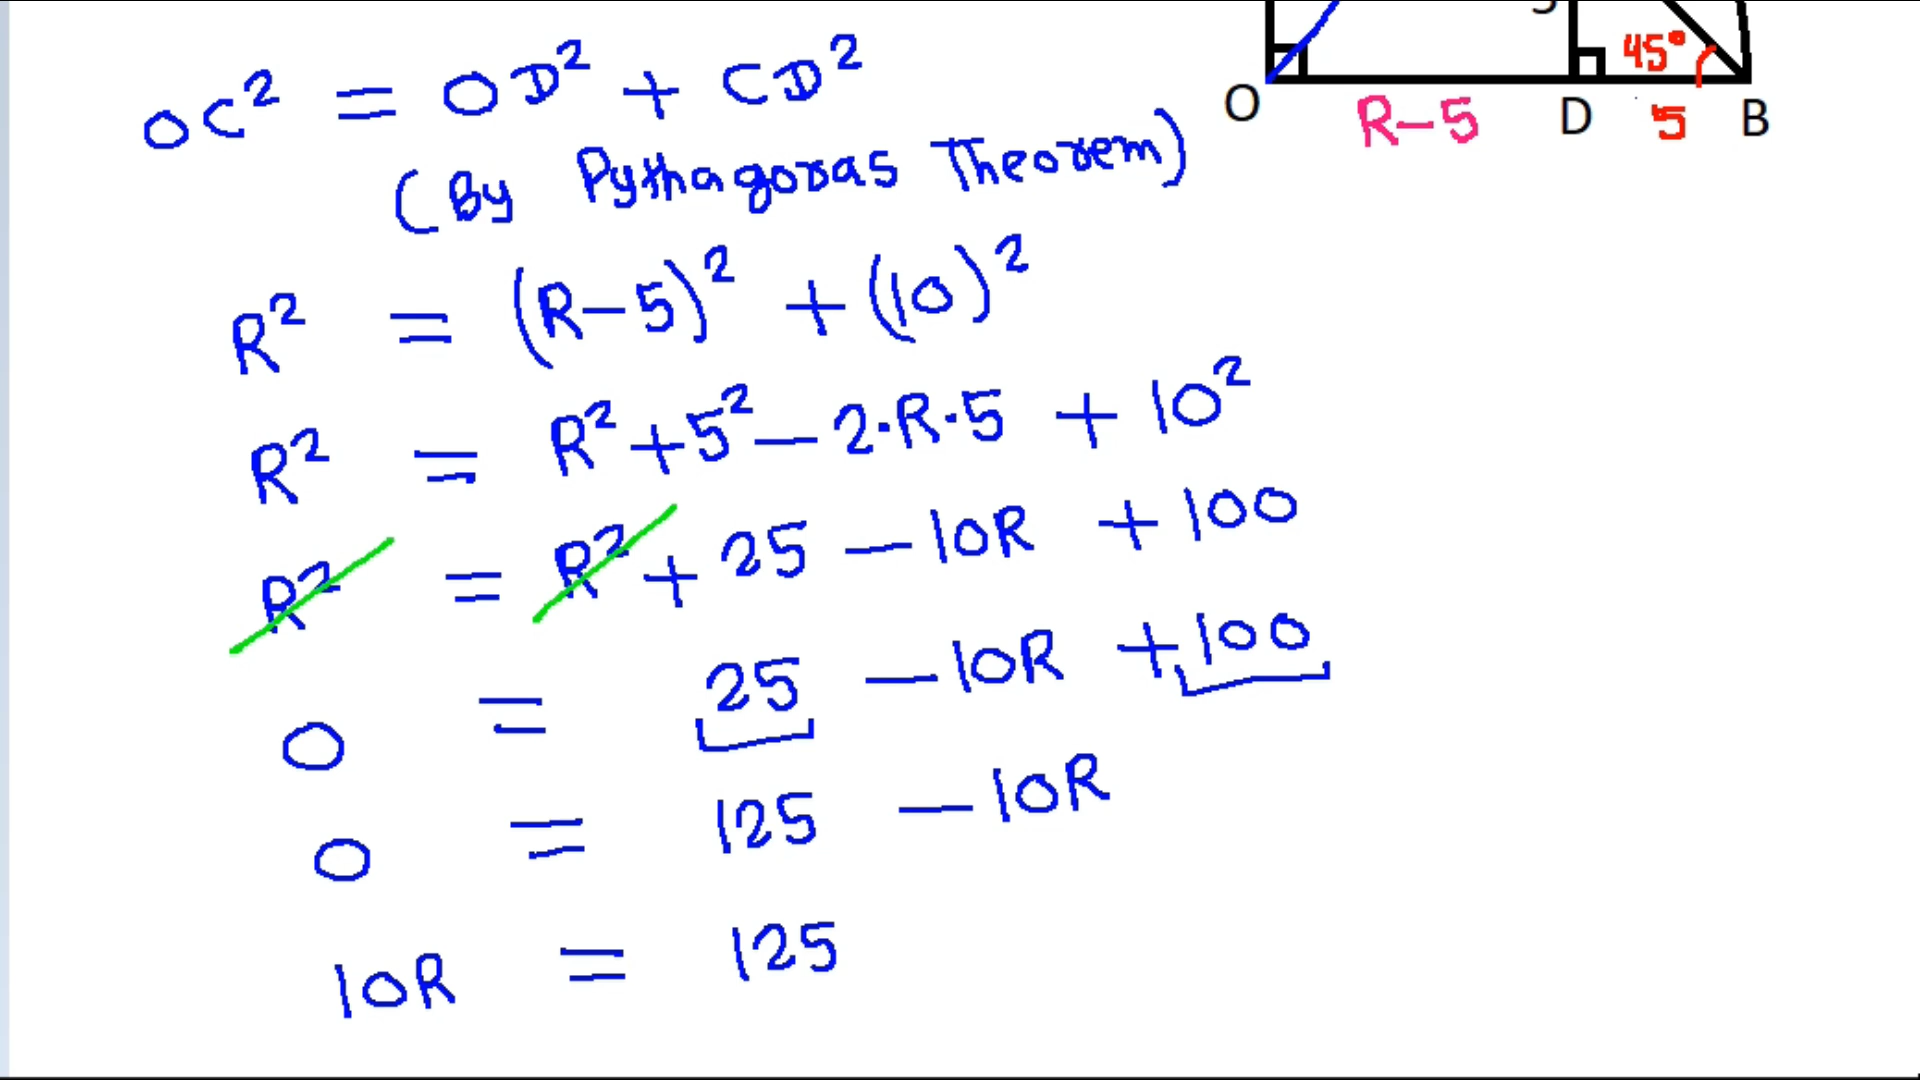 OC² = OD² + CD²
(By Pythagoras Theorem)
R² = (R-5)² + (10)²
R² = R² + 5² - 2·R·5 + 10²
R² = R² + 25 - 10R + 100
0 = 25 - 10R + 100
0 = 125 - 10R
10R = 125
45°
O R-5 D 5 B